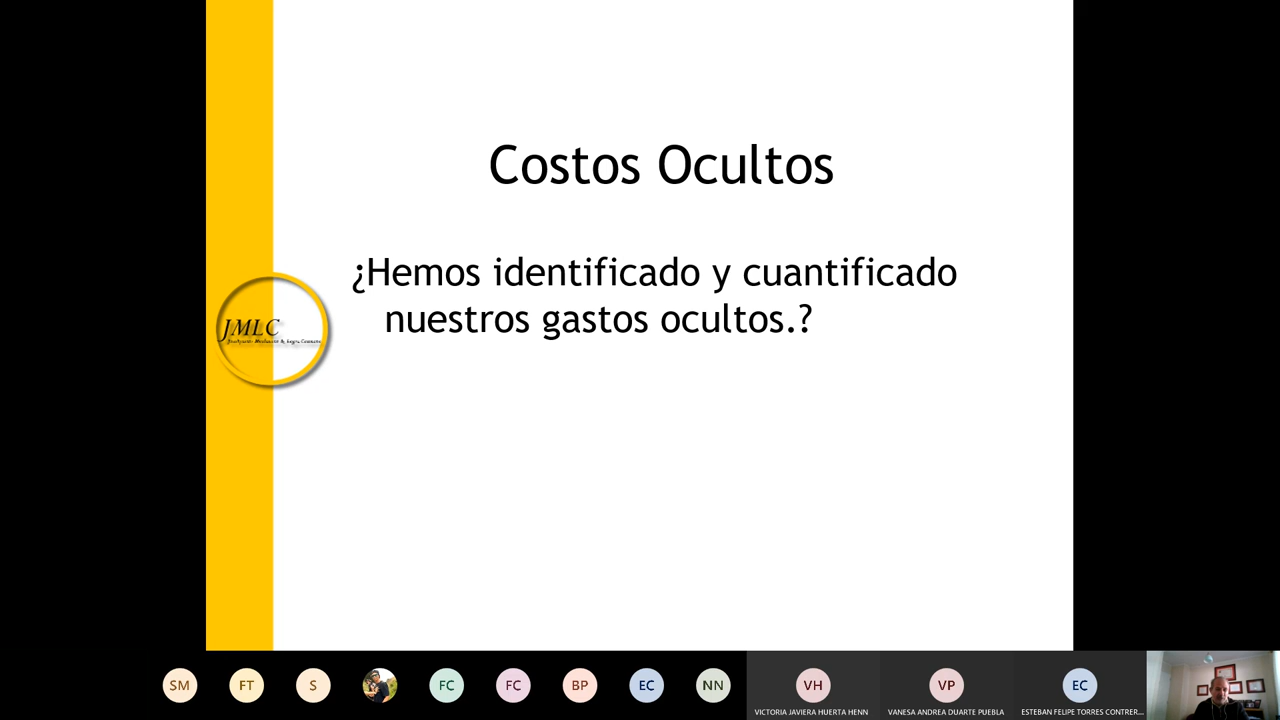 Costos Ocultos
¿Hemos identificado y cuantificado
nuestros gastos ocultos.?
JMLC
SM
FT
S
FC
FC
BP
EC
NN
VH
VICTORIA JAVIERA HUERTA HENN
VP
VANESA ANDREA DUARTE PUEBLA
EC
ESTEBAN FELIPE TORRES CONTRER...